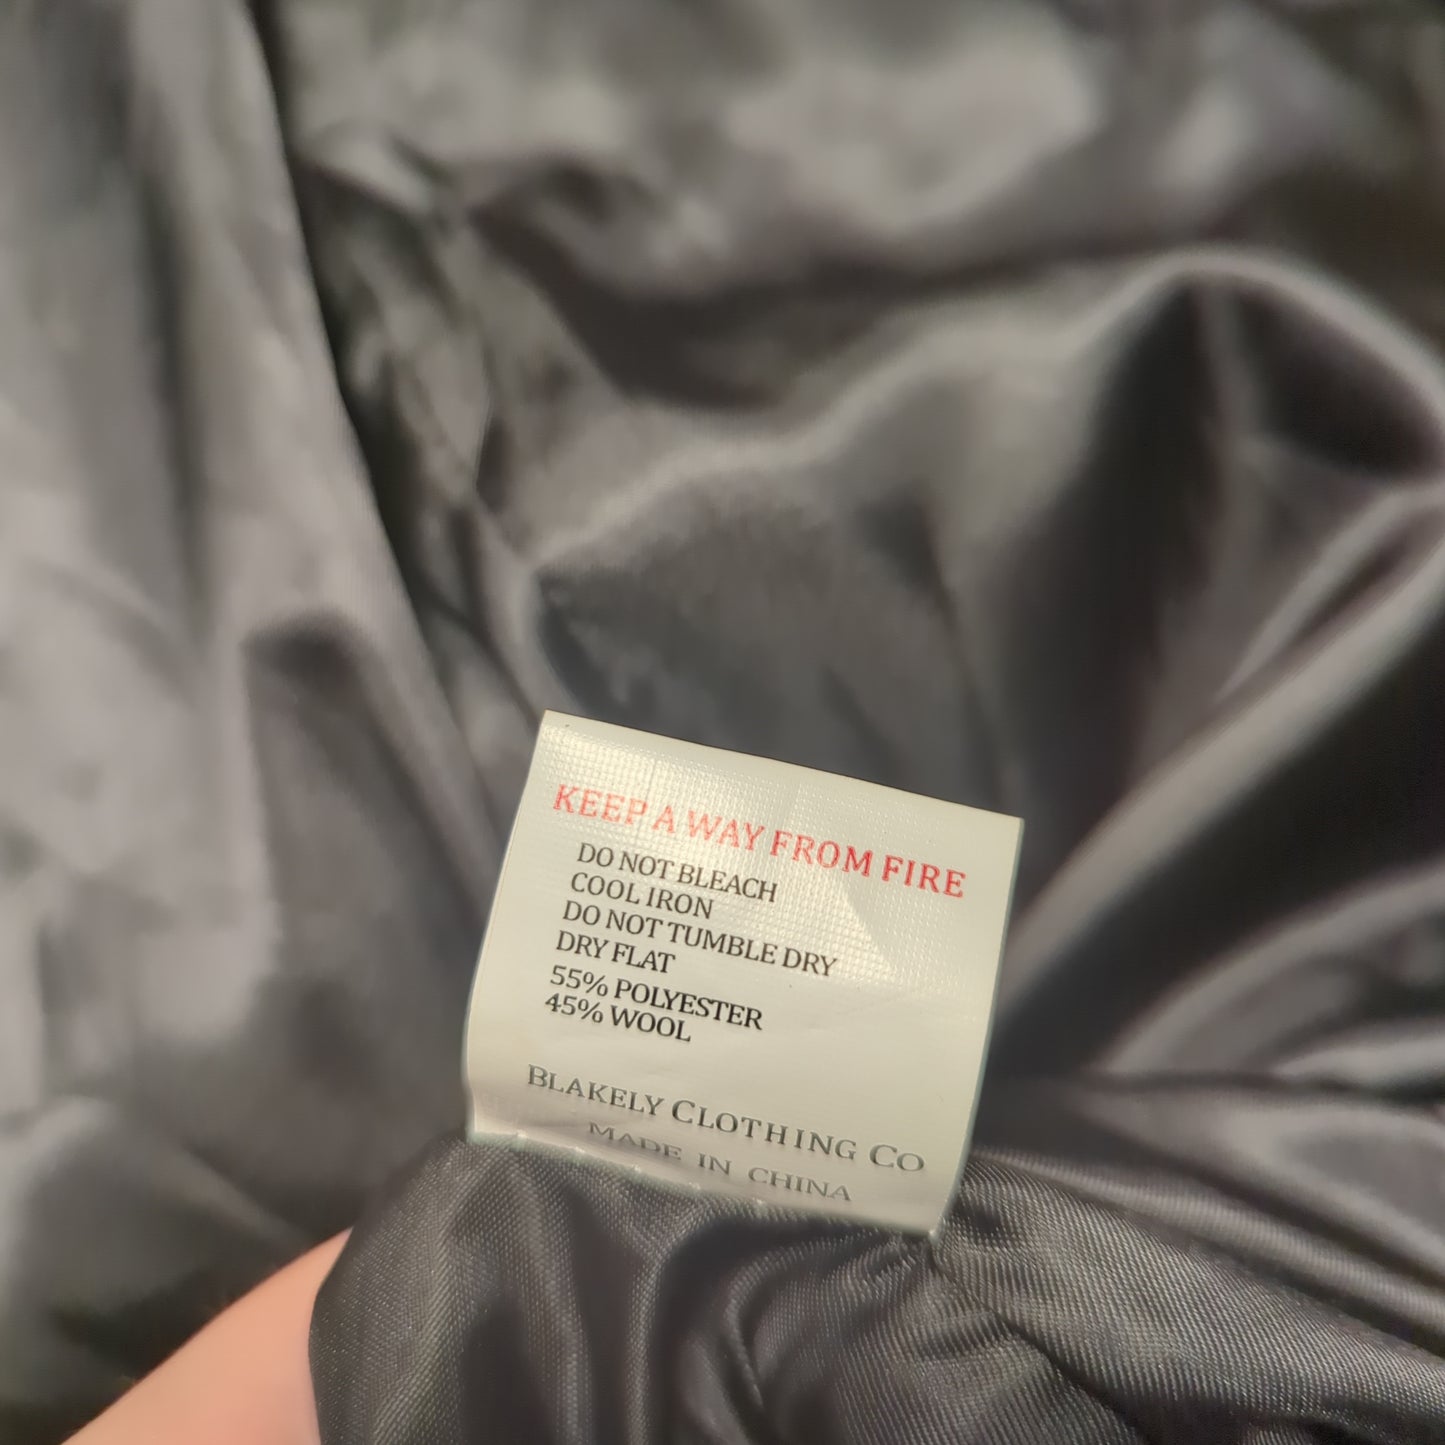 KEEP A WAY FROM FIRE
DO NOT BLEACH
COOL IRON
DO NOT TUMBLE DRY
DRY FLAT
55% POLYESTER
45% WOOL
BLAKELY CLOTHING CO
MADE IN CHINA